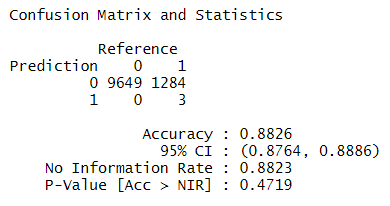 Confusion Matrix and Statistics
Reference
Prediction 0 1
0 9649 1284
1 0 3
Accuracy : 0.8826
95% CI : (0.8764, 0.8886)
No Information Rate : 0.8823
P-Value [Acc > NIR] : 0.4719